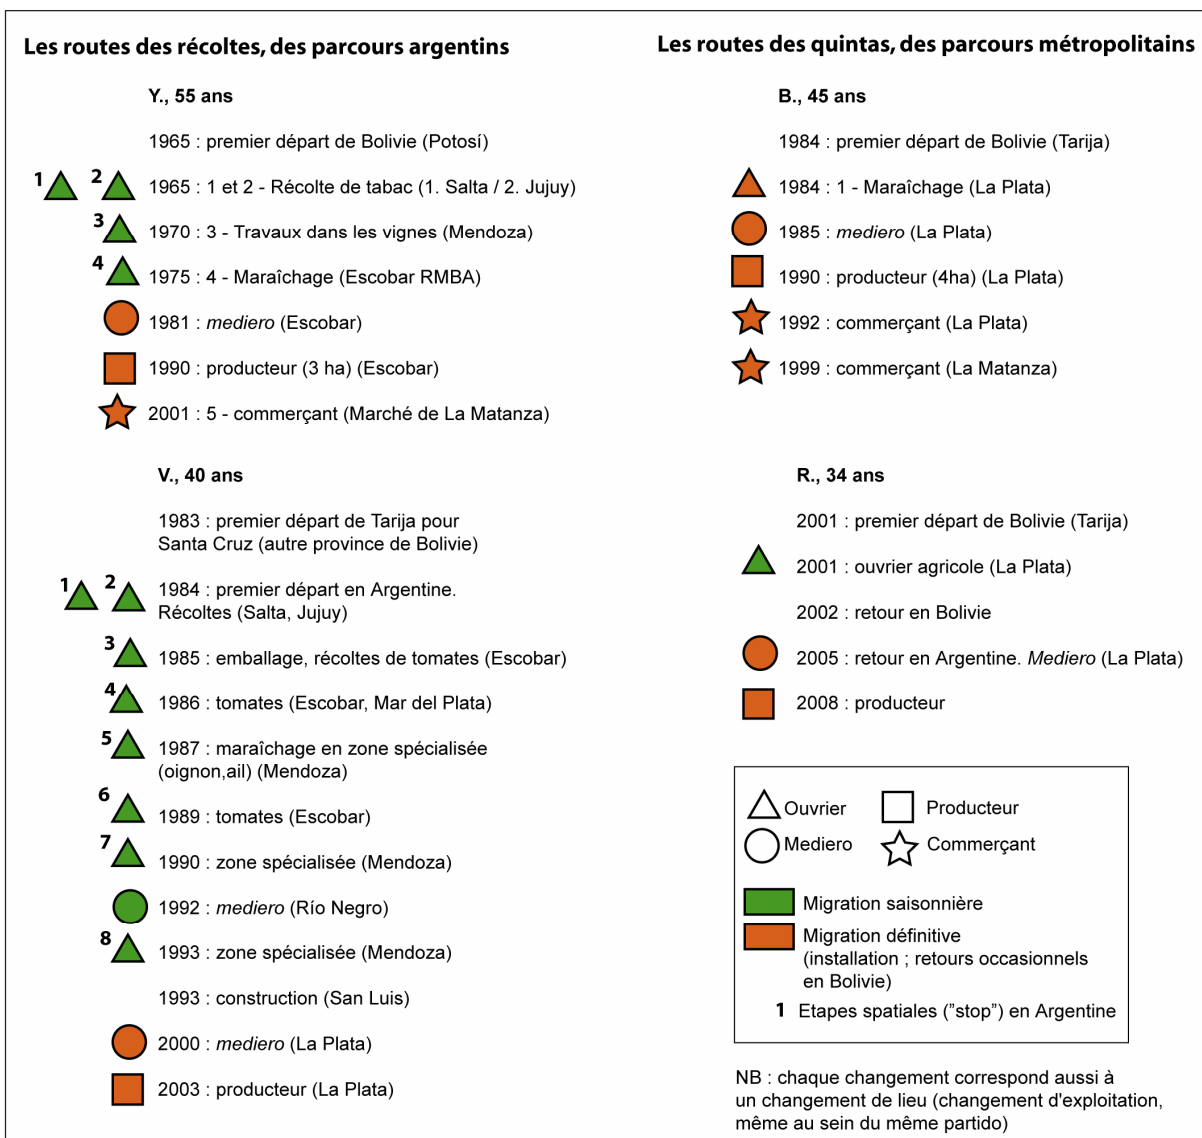 Les routes des récoltes, des parcours argentins
Y., 55 ans
1965 : premier départ de Bolivie (Potosí)
1 2 1965 : 1 et 2 - Récolte de tabac (1. Salta / 2. Jujuy)
3 1970 : 3 - Travaux dans les vignes (Mendoza)
4 1975 : 4 - Maraîchage (Escobar RMBA)
1981 : mediero (Escobar)
1990 : producteur (3 ha) (Escobar)
2001 : 5 - commerçant (Marché de La Matanza)
V., 40 ans
1983 : premier départ de Tarija pour
Santa Cruz (autre province de Bolivie)
1 2 1984 : premier départ en Argentine.
Récoltes (Salta, Jujuy)
3 1985 : emballage, récoltes de tomates (Escobar)
4 1986 : tomates (Escobar, Mar del Plata)
5 1987 : maraîchage en zone spécialisée
(oignon,ail) (Mendoza)
6 1989 : tomates (Escobar)
7 1990 : zone spécialisée (Mendoza)
1992 : mediero (Río Negro)
8 1993 : zone spécialisée (Mendoza)
1993 : construction (San Luis)
2000 : mediero (La Plata)
2003 : producteur (La Plata)
Les routes des quintas, des parcours métropolitains
B., 45 ans
1984 : premier départ de Bolivie (Tarija)
1984 : 1 - Maraîchage (La Plata)
1985 : mediero (La Plata)
1990 : producteur (4ha) (La Plata)
1992 : commerçant (La Plata)
1999 : commerçant (La Matanza)
R., 34 ans
2001 : premier départ de Bolivie (Tarija)
2001 : ouvrier agricole (La Plata)
2002 : retour en Bolivie
2005 : retour en Argentine. Mediero (La Plata)
2008 : producteur
Ouvrier Producteur
Mediero Commerçant
Migration saisonnière
Migration définitive
(installation ; retours occasionnels
en Bolivie)
1 Etapes spatiales ("stop") en Argentine
NB : chaque changement correspond aussi à
un changement de lieu (changement d'exploitation,
même au sein du même partido)